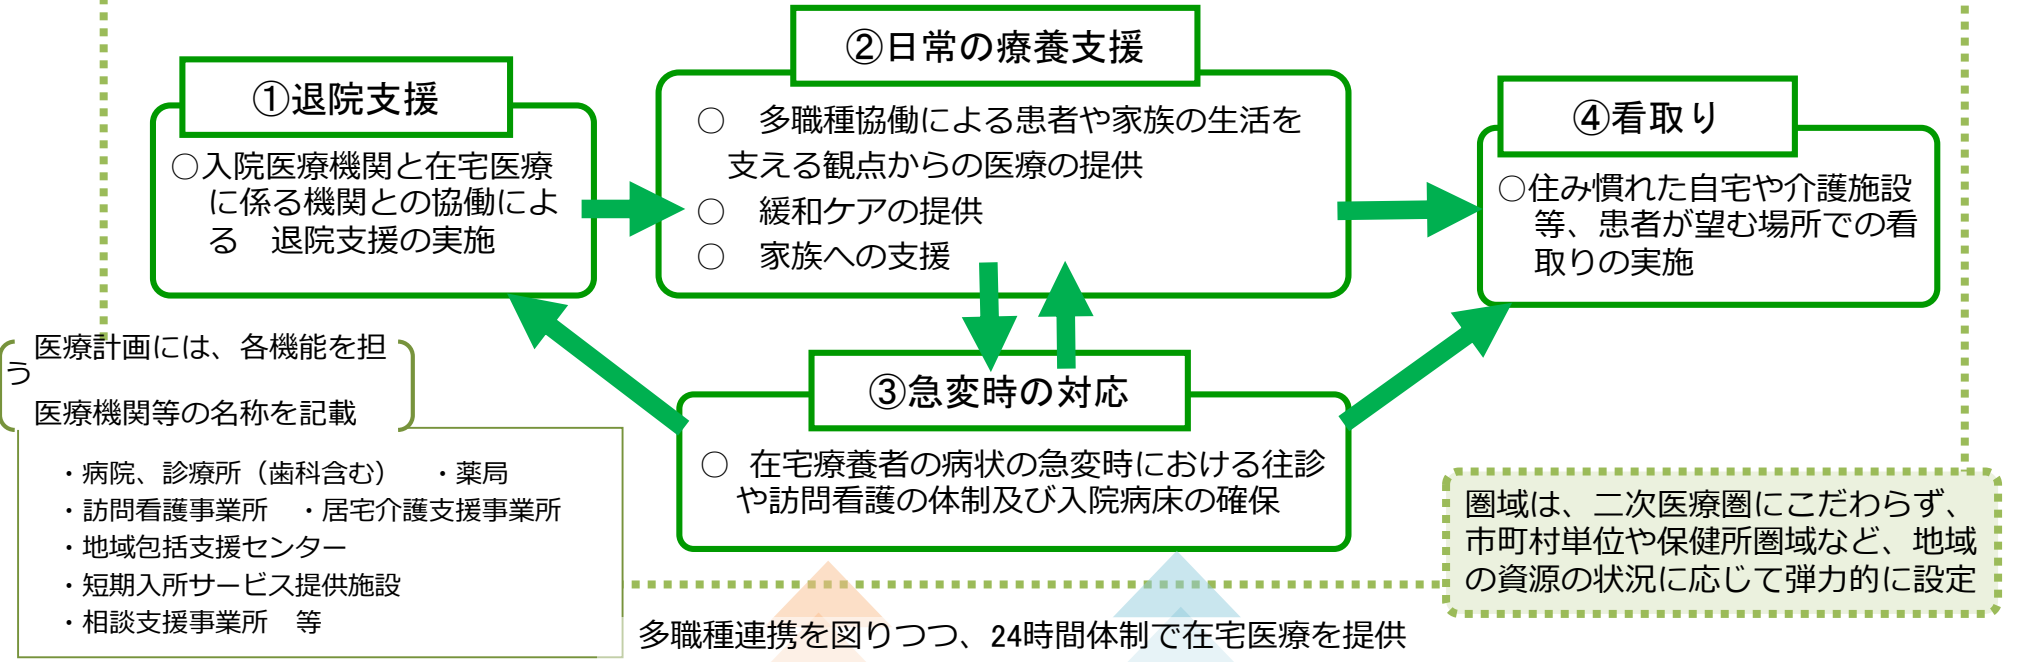 ①退院支援
○入院医療機関と在宅医療
に係る機関との協働によ
る　退院支援の実施
②日常の療養支援
○　多職種協働による患者や家族の生活を
支える観点からの医療の提供
○　緩和ケアの提供
○　家族への支援
④看取り
○住み慣れた自宅や介護施設
等、患者が望む場所での看
取りの実施
③急変時の対応
○ 在宅療養者の病状の急変時における往診
や訪問看護の体制及び入院病床の確保
医療計画には、各機能を担
う
医療機関等の名称を記載
・病院、診療所（歯科含む）　・薬局
・訪問看護事業所　・居宅介護支援事業所
・地域包括支援センター
・短期入所サービス提供施設
・相談支援事業所　等
圏域は、二次医療圏にこだわらず、
市町村単位や保健所圏域など、地域
の資源の状況に応じて弾力的に設定
多職種連携を図りつつ、24時間体制で在宅医療を提供